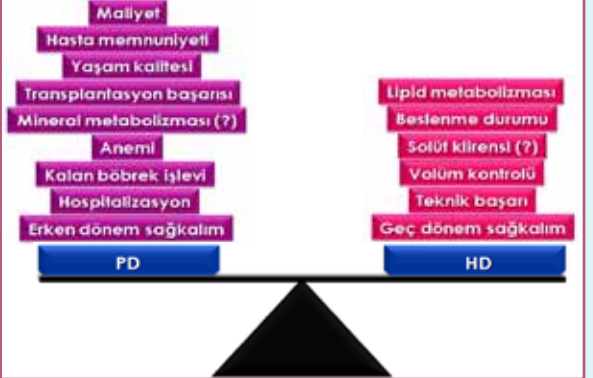 Maliyet
Hasta memnuniyeti
Yaşam kalitesi
Transplantasyon başarısı
Mineral metabolizması (?)
Anemi
Kalan böbrek işlevi
Hospitalizasyon
Erken dönem sağkalım
PD
Lipid metabolizması
Beslenme durumu
Solüt klirensi (?)
Volüm kontrolü
Teknik başarı
Geç dönem sağkalım
HD